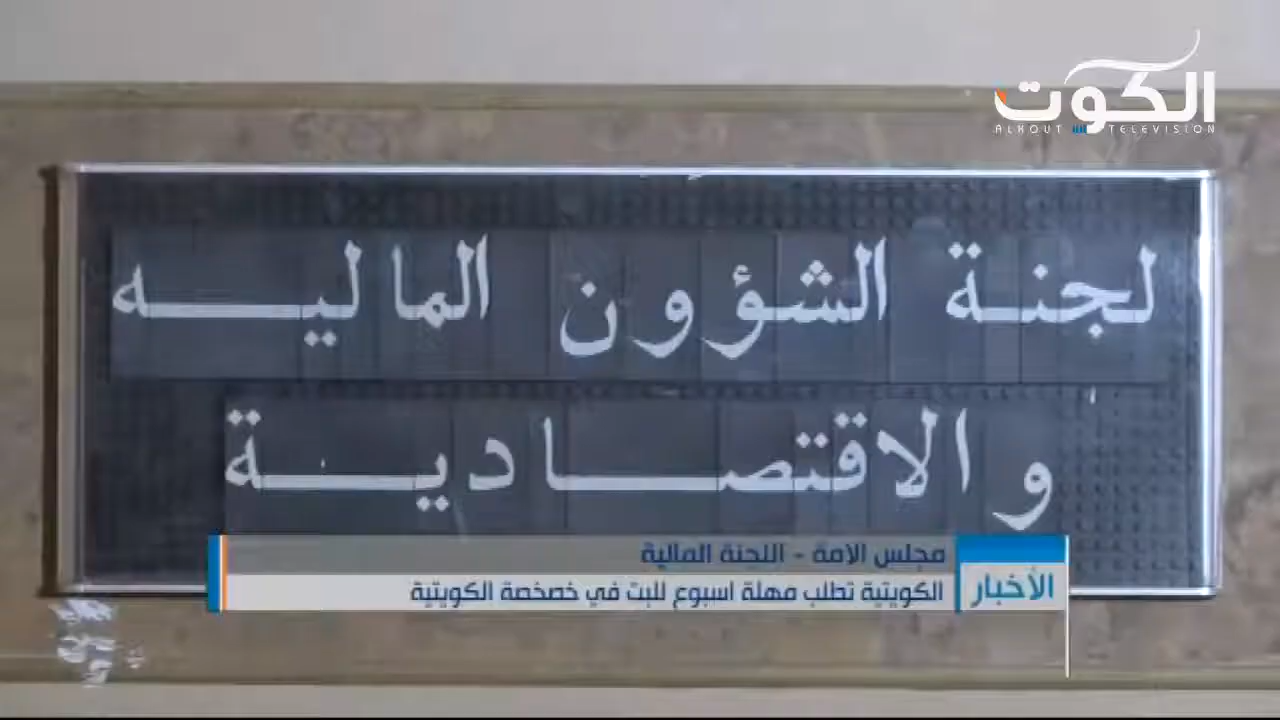 الكوت
ALKOUT TELEVISION
لجنة الشؤون الماليه
والاقتصادية
مجلس الامة - اللجنة المالية
الأخبار
الكويتية تطلب مهلة اسبوع للبت في خصخصة الكويتية